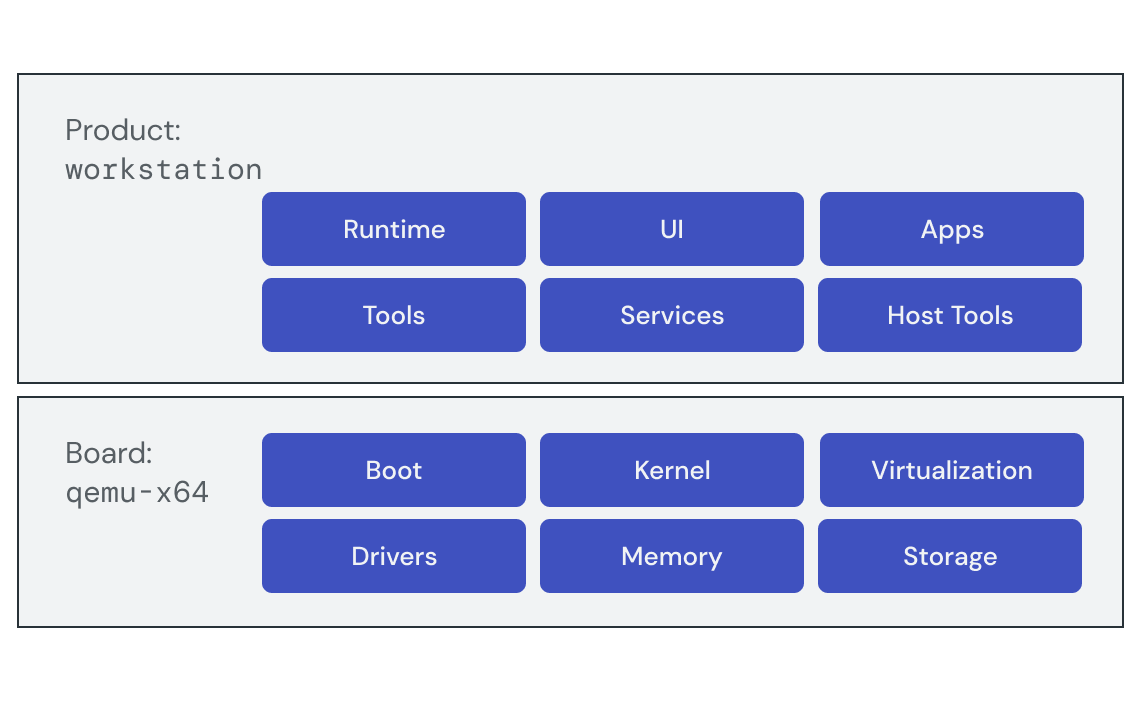 Product:
workstation
Runtime
UI
Apps
Tools
Services
Host Tools
Board:
qemu-x64
Boot
Kernel
Virtualization
Drivers
Memory
Storage